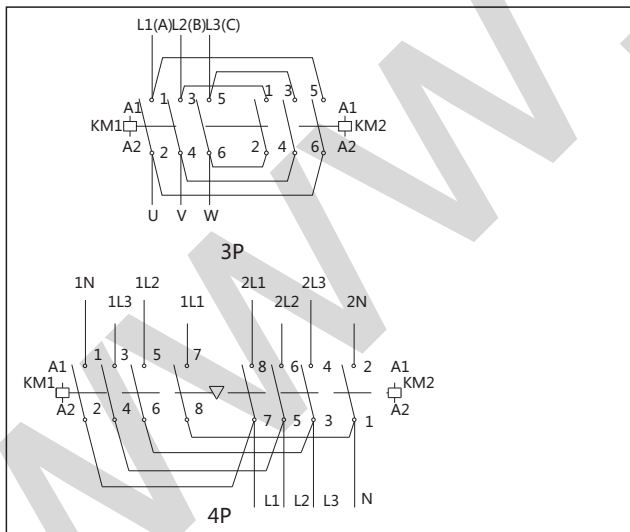 L1(A)L2(B)L3(C)
1 3 5 1 3 5
A1 A1
KM1 KM2
A2 A2
2 4 6 2 4 6
U V W
3P
1N 1L2 2L1 2L3
1L3 1L1 2L2 2N
A1 1 3 5 7 8 6 4 2 A1
KM1 KM2
A2 2 4 6 8 7 5 3 1 A2
L1 L2 L3 N
4P